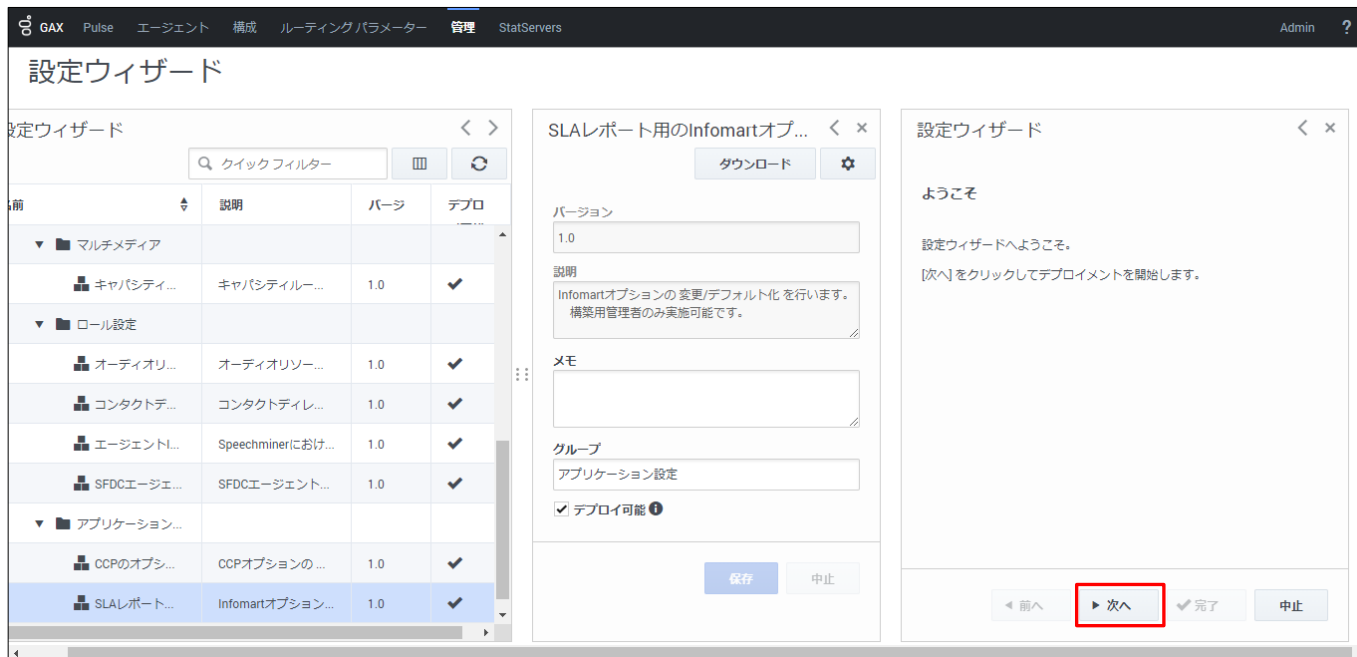 GAX Pulse エージェント 構成 ルーティング パラメーター 管理 StatServers Admin ?
設定ウィザード
設定ウィザード
クイック フィルター
名前 説明 バージ デプロ
マルチメディア
キャパシティ... キャパシティルー... 1.0
ロール設定
オーディオリ... オーディオリソー... 1.0
コンタクトデ... コンタクトディレ... 1.0
エージェントI... Speechminerにおけ... 1.0
SFDCエージェ... SFDCエージェント... 1.0
アプリケーション...
CCPのオプシ... CCPオプションの ... 1.0
SLAレポート... Infomartオプション... 1.0
SLAレポート用のInfomartオプ...
ダウンロード
バージョン
1.0
説明
Infomartオプションの 変更/デフォルト化 を行います。
構築用管理者のみ実施可能です。
メモ
グループ
アプリケーション設定
デプロイ可能
保存 中止
設定ウィザード
ようこそ
設定ウィザードへようこそ。
[次へ] をクリックしてデプロイメントを開始します。
前へ 次へ 完了 中止